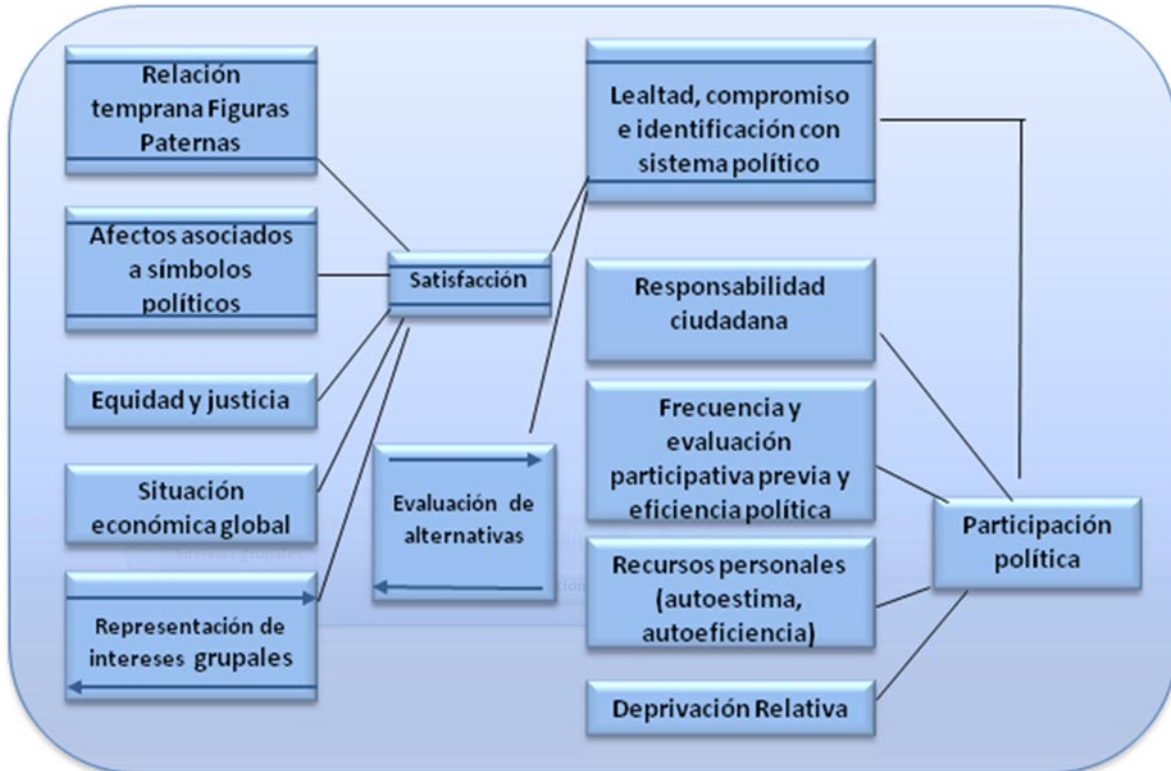 Relación
temprana Figuras
Paternas
Afectos asociados
a símbolos
políticos
Equidad y justicia
Situación
económica global
Representación de
intereses grupales
Satisfacción
Evaluación de
alternativas
Lealtad, compromiso
e identificación con
sistema político
Responsabilidad
ciudadana
Frecuencia y
evaluación
participativa previa y
eficiencia política
Recursos personales
(autoestima,
autoeficiencia)
Deprivación Relativa
Participación
política